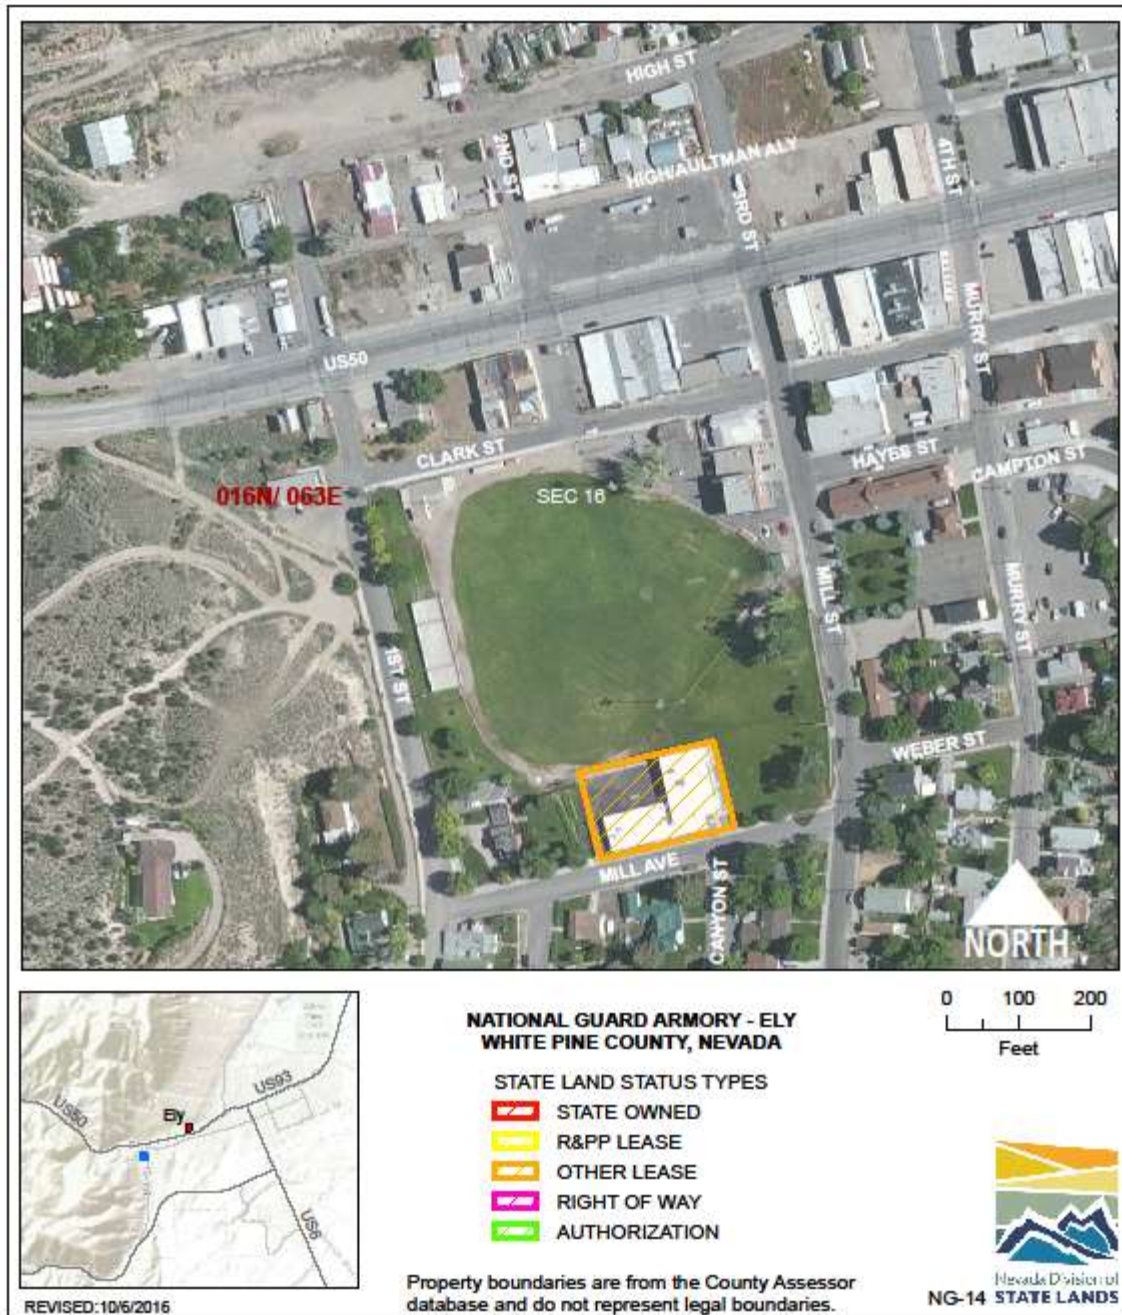 HIGH ST
2ND ST
HIGH/AULTMAN ALY
4TH ST
3RD ST
MURRY ST
US50
CLARK ST
HAYES ST
CAMPTON ST
016N/ 063E
SEC 16
MILL ST
MURRY ST
1ST ST
WEBER ST
MILL AVE
CANYON ST
NORTH
NATIONAL GUARD ARMORY - ELY
WHITE PINE COUNTY, NEVADA
0 100 200
Feet
US93
US50
Ely
US6
STATE LAND STATUS TYPES
STATE OWNED
R&PP LEASE
OTHER LEASE
RIGHT OF WAY
AUTHORIZATION
Property boundaries are from the County Assessor
database and do not represent legal boundaries.
REVISED:10/6/2016
NG-14
Nevada Division of
STATE LANDS